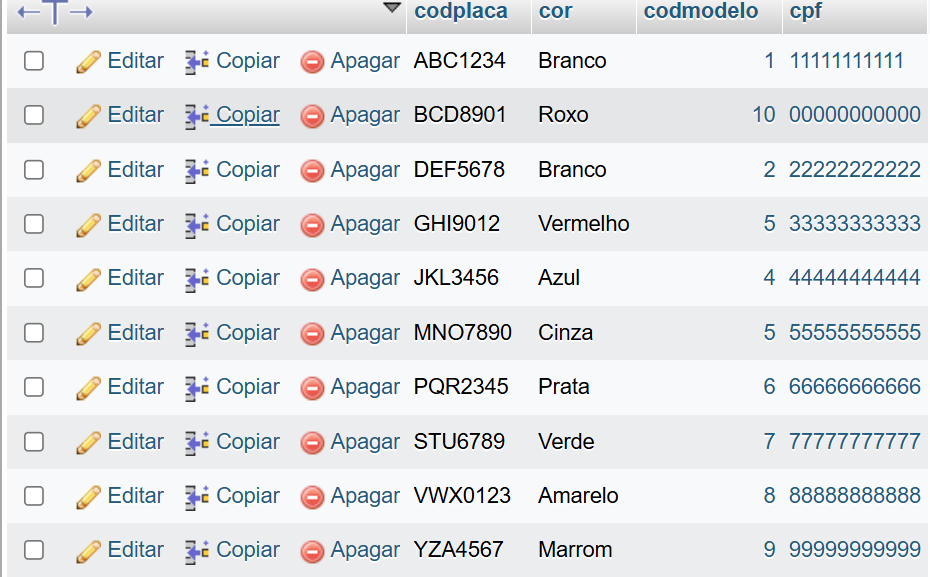 codplaca cor codmodelo cpf
Editar Copiar Apagar ABC1234 Branco 1 11111111111
Editar Copiar Apagar BCD8901 Roxo 10 00000000000
Editar Copiar Apagar DEF5678 Branco 2 22222222222
Editar Copiar Apagar GHI9012 Vermelho 5 33333333333
Editar Copiar Apagar JKL3456 Azul 4 44444444444
Editar Copiar Apagar MNO7890 Cinza 5 55555555555
Editar Copiar Apagar PQR2345 Prata 6 66666666666
Editar Copiar Apagar STU6789 Verde 7 77777777777
Editar Copiar Apagar VWX0123 Amarelo 8 88888888888
Editar Copiar Apagar YZA4567 Marrom 9 99999999999